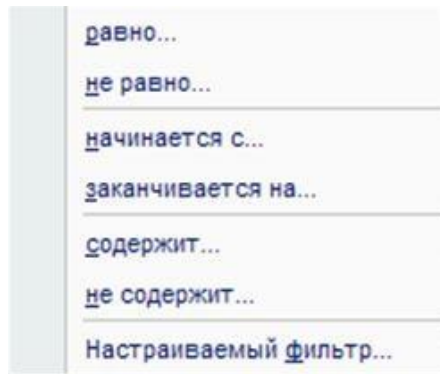 равно...
не равно...
начинается с...
заканчивается на...
содержит...
не содержит...
Настраиваемый фильтр...